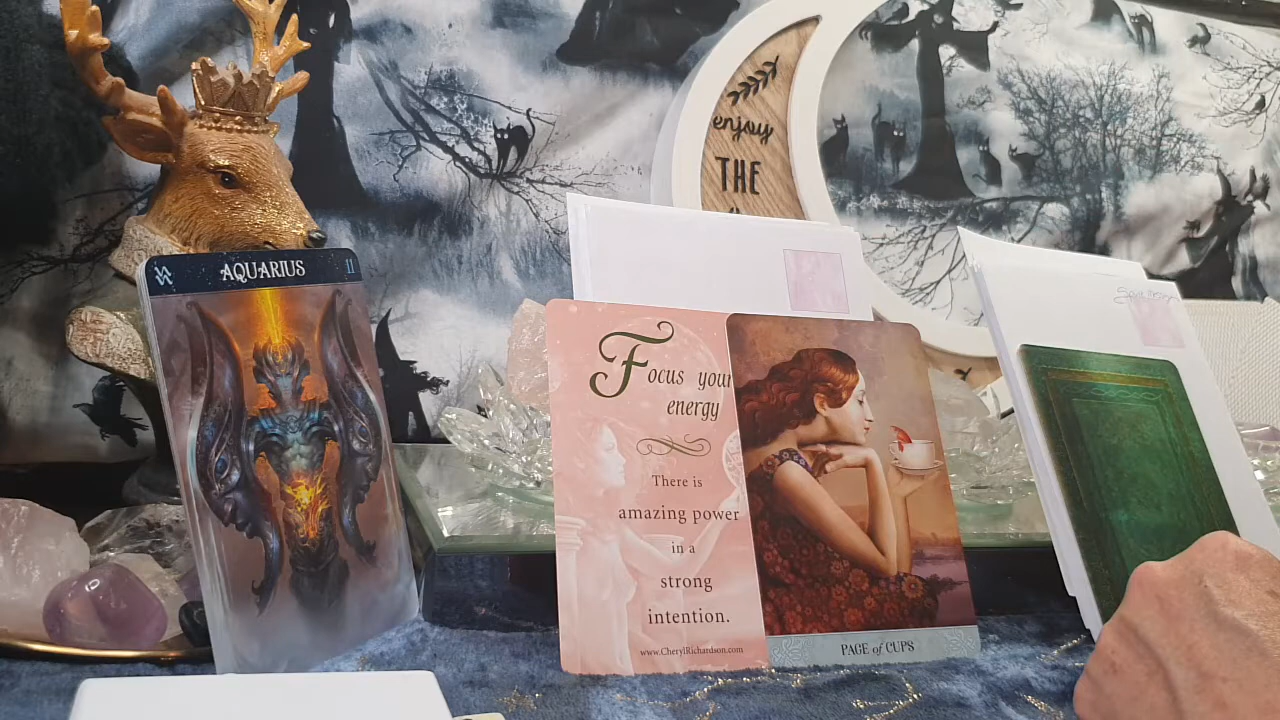 enjoy
THE
AQUARIUS
11
Focus your
energy
There is
amazing power
in a
strong
intention.
www.CherylRichardson.com
PAGE of CUPS